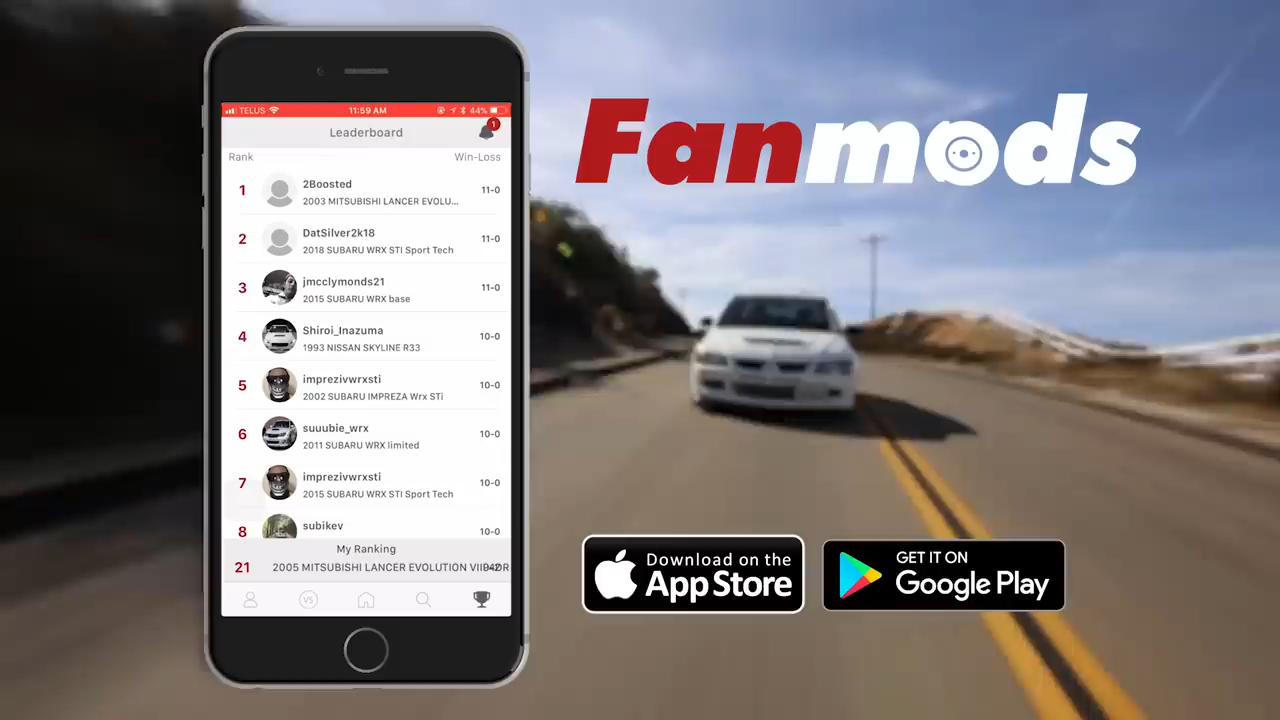 TELUS
11:59 AM
44%
Leaderboard
1
Rank
Win-Loss
1
2Boosted
2003 MITSUBISHI LANCER EVOLU...
11-0
2
DatSilver2k18
2018 SUBARU WRX STI Sport Tech
11-0
3
jmcclymonds21
2015 SUBARU WRX base
11-0
4
Shiroi_Inazuma
1993 NISSAN SKYLINE R33
10-0
5
imprezivwrxsti
2002 SUBARU IMPREZA Wrx STi
10-0
6
suuubie_wrx
2011 SUBARU WRX limited
10-0
7
imprezivwrxsti
2015 SUBARU WRX STI Sport Tech
10-0
8
subikev
10-0
My Ranking
21
2005 MITSUBISHI LANCER EVOLUTION
VS
Fanmods
Download on the
App Store
GET IT ON
Google Play